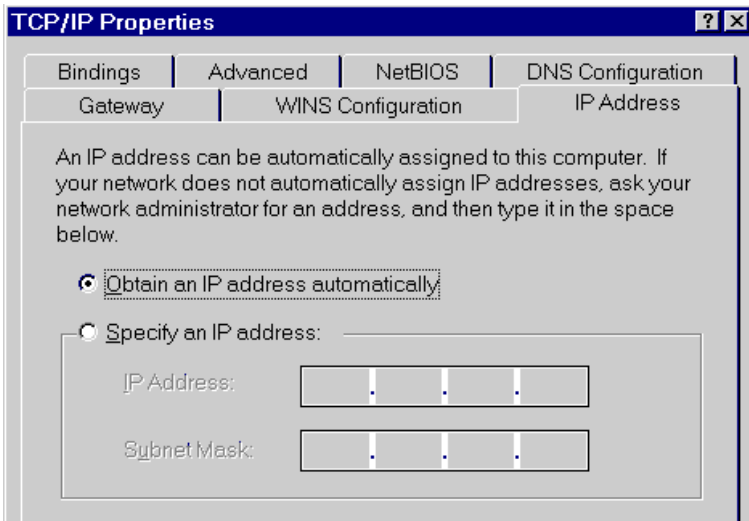 TCP/IP Properties
Bindings Advanced NetBIOS DNS Configuration
Gateway WINS Configuration IP Address
An IP address can be automatically assigned to this computer. If
your network does not automatically assign IP addresses, ask your
network administrator for an address, and then type it in the space
below.
Obtain an IP address automatically
Specify an IP address:
IP Address:
Subnet Mask: